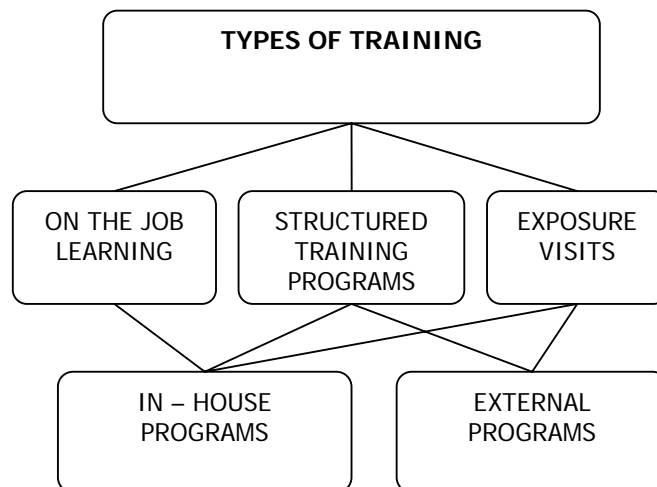 TYPES OF TRAINING
ON THE JOB
LEARNING
STRUCTURED
TRAINING
PROGRAMS
EXPOSURE
VISITS
IN – HOUSE
PROGRAMS
EXTERNAL
PROGRAMS